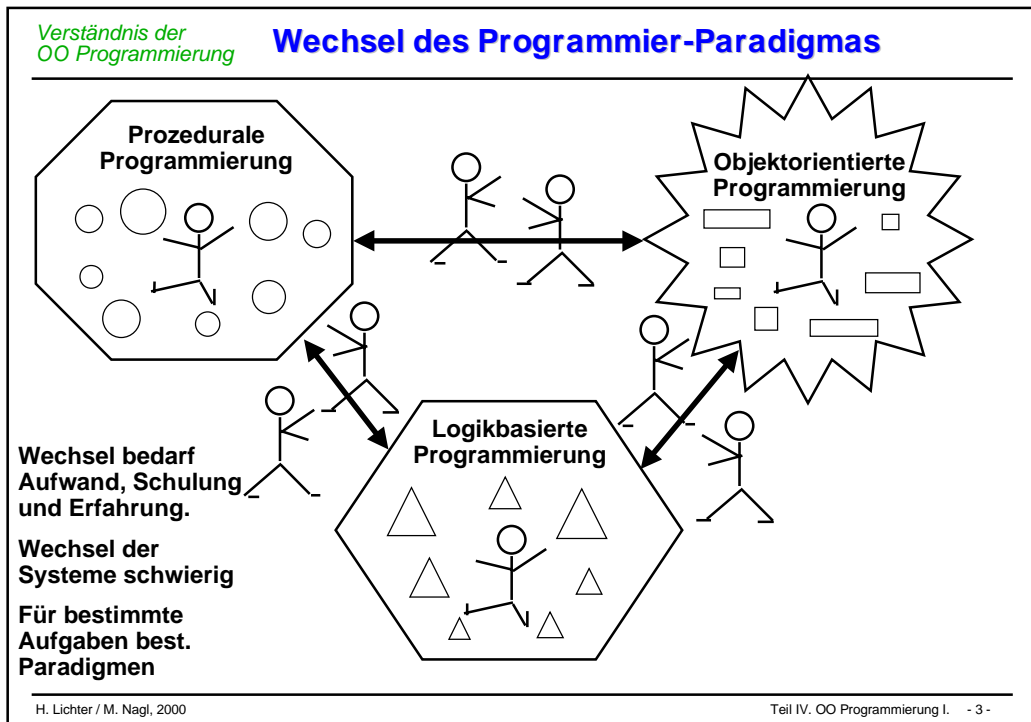 Verständnis der
OO Programmierung
Wechsel des Programmier-Paradigmas
Prozedurale
Programmierung
Objektorientierte
Programmierung
Logikbasierte
Programmierung
Wechsel bedarf
Aufwand, Schulung
und Erfahrung.
Wechsel der
Systeme schwierig
Für bestimmte
Aufgaben best.
Paradigmen
H. Lichter / M. Nagl, 2000
Teil IV. OO Programmierung I. - 3 -